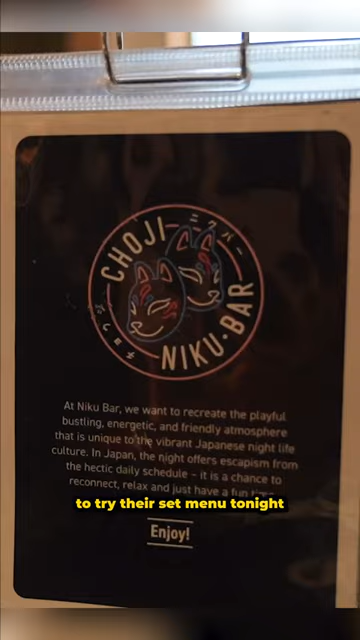 CHOJI
ニクバー
NIKU·BAR
At Niku Bar, we want to recreate the playful
bustling, energetic, and friendly atmosphere
that is unique to the vibrant Japanese night life
culture. In Japan, the night offers escapism from
the hectic daily schedule – it is a chance to
reconnect, relax and just have a fun time
to try their set menu tonight
Enjoy!